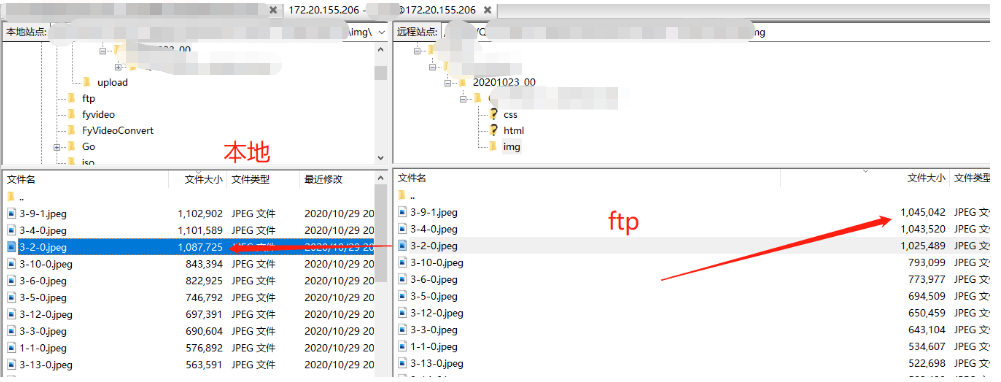 172.20.155.206 -
@172.20.155.206
本地站点:
\img\
upload
ftp
fyvideo
FyVideoConvert
Go
iso
本地
文件名 文件大小 文件类型 最近修改
..
3-9-1.jpeg 1,102,902 JPEG 文件 2020/10/29 20
3-4-0.jpeg 1,101,589 JPEG 文件 2020/10/29 20
3-2-0.jpeg 1,087,725 JPEG 文件 2020/10/29 20
3-10-0.jpeg 843,394 JPEG 文件 2020/10/29 20
3-6-0.jpeg 822,925 JPEG 文件 2020/10/29 20
3-5-0.jpeg 746,792 JPEG 文件 2020/10/29 20
3-12-0.jpeg 697,391 JPEG 文件 2020/10/29 20
3-3-0.jpeg 690,604 JPEG 文件 2020/10/29 20
1-1-0.jpeg 576,892 JPEG 文件 2020/10/29 20
3-13-0.jpeg 563,591 JPEG 文件 2020/10/29 20
远程站点:
20201023_00
css
html
img
文件名 文件大小 文件类型
..
ftp
3-9-1.jpeg 1,045,042 JPEG 文
3-4-0.jpeg 1,043,520 JPEG 文
3-2-0.jpeg 1,025,489 JPEG 文
3-10-0.jpeg 793,099 JPEG 文
3-6-0.jpeg 773,977 JPEG 文
3-5-0.jpeg 694,509 JPEG 文
3-12-0.jpeg 650,459 JPEG 文
3-3-0.jpeg 643,104 JPEG 文
1-1-0.jpeg 534,607 JPEG 文
3-13-0.jpeg 522,698 JPEG 文